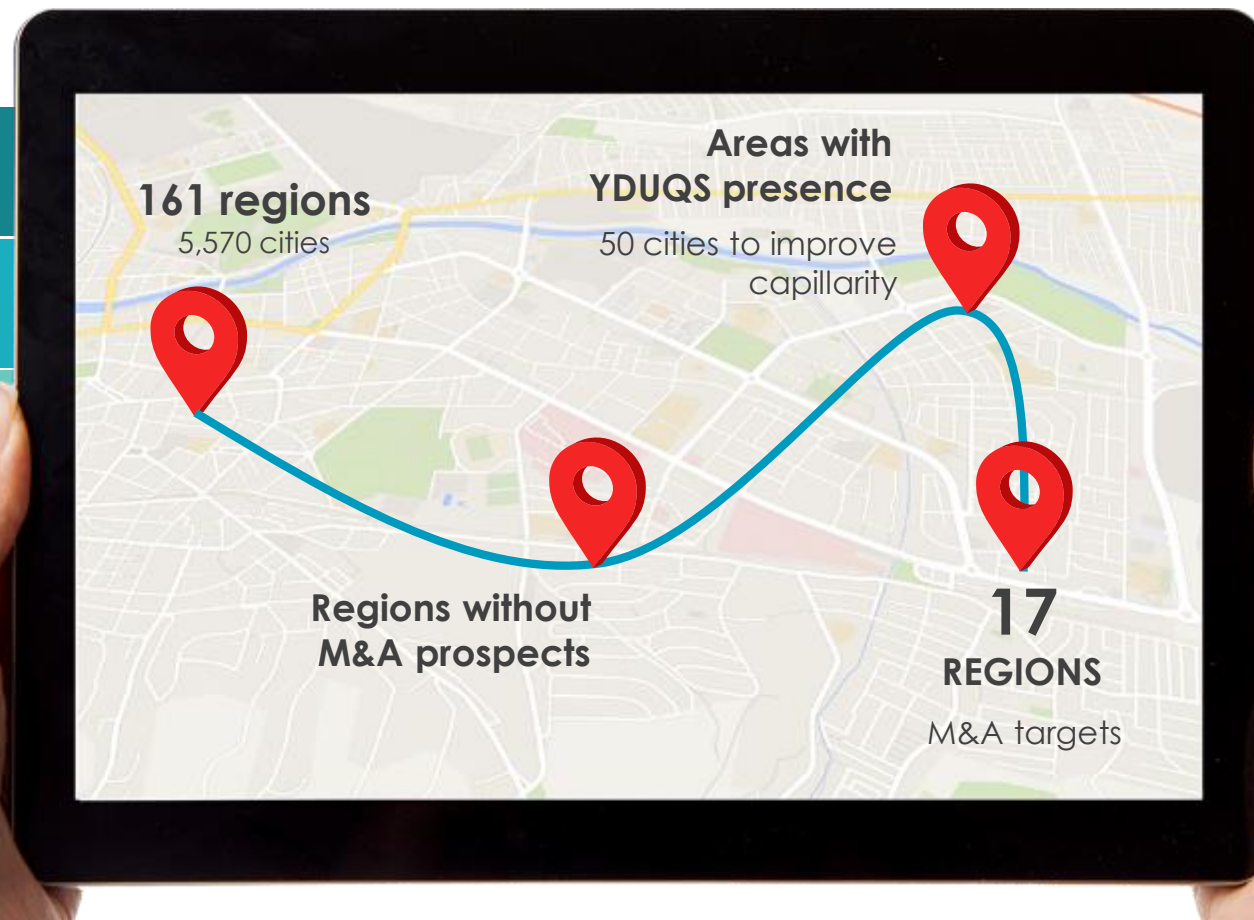 161 regions
5,570 cities
Regions without
M&A prospects
Areas with
YDUQS presence
50 cities to improve
capillarity
17
REGIONS
M&A targets